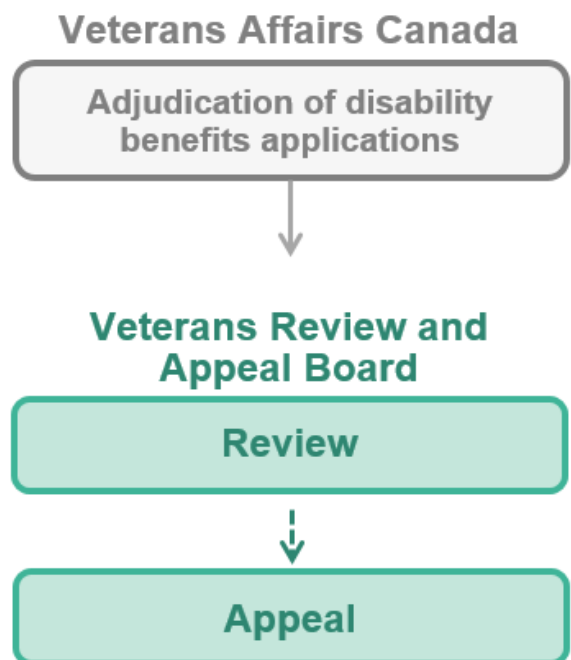 Veterans Affairs Canada
Adjudication of disability
benefits applications
Veterans Review and
Appeal Board
Review
Appeal